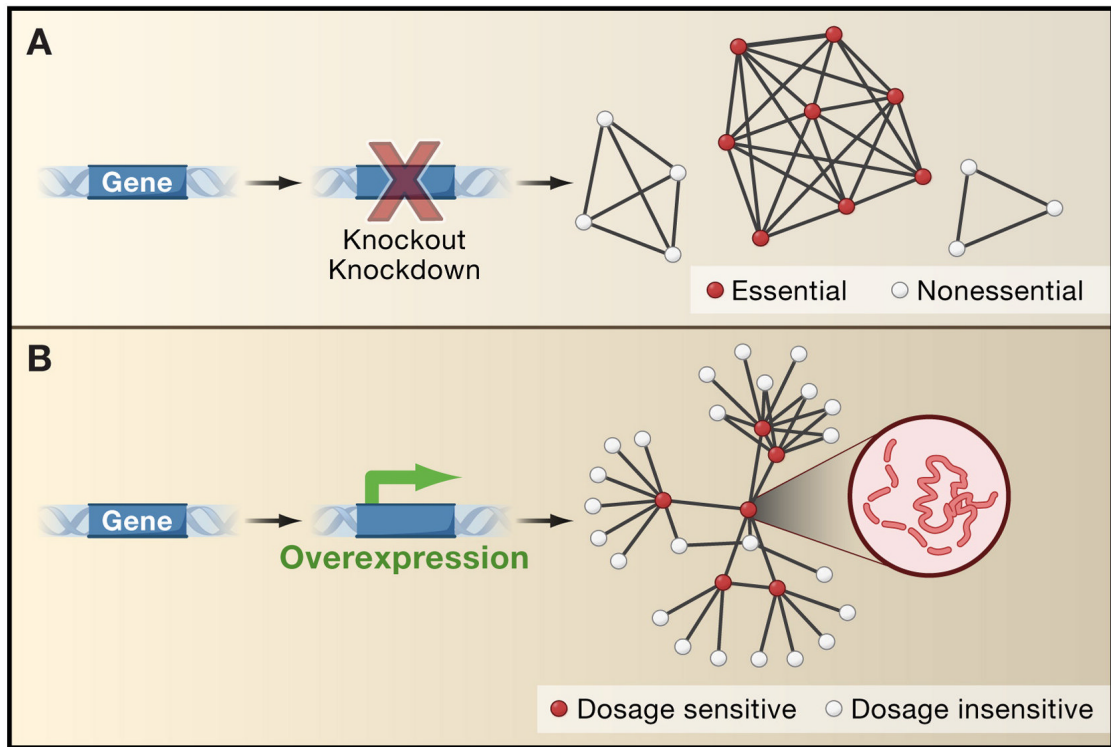 A
Gene
Knockout
Knockdown
Essential
Nonessential
B
Gene
Overexpression
Dosage sensitive
Dosage insensitive